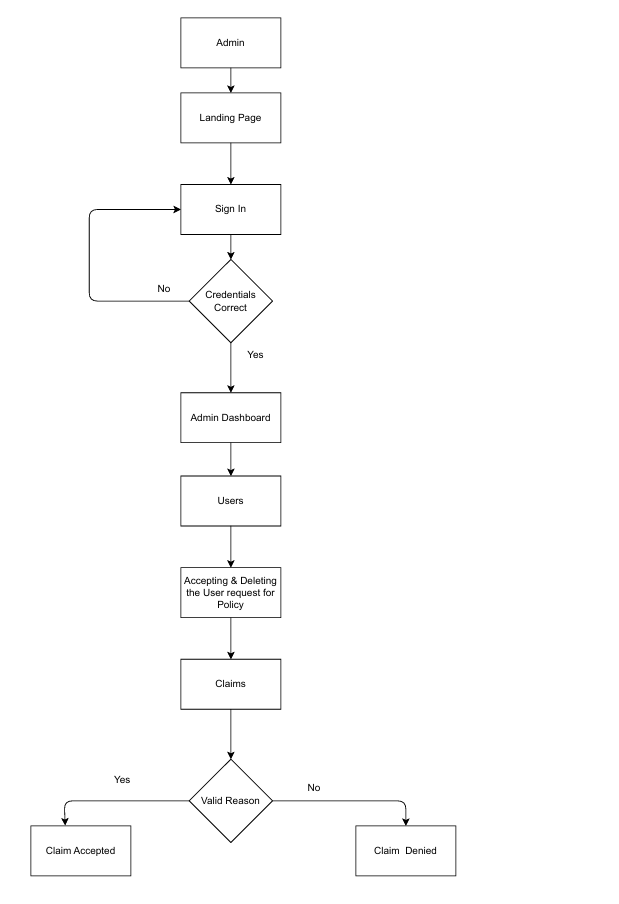 Admin
Landing Page
Sign In
No
Credentials
Correct
Yes
Admin Dashboard
Users
Accepting & Deleting
the User request for
Policy
Claims
Yes
No
Valid Reason
Claim Accepted
Claim  Denied